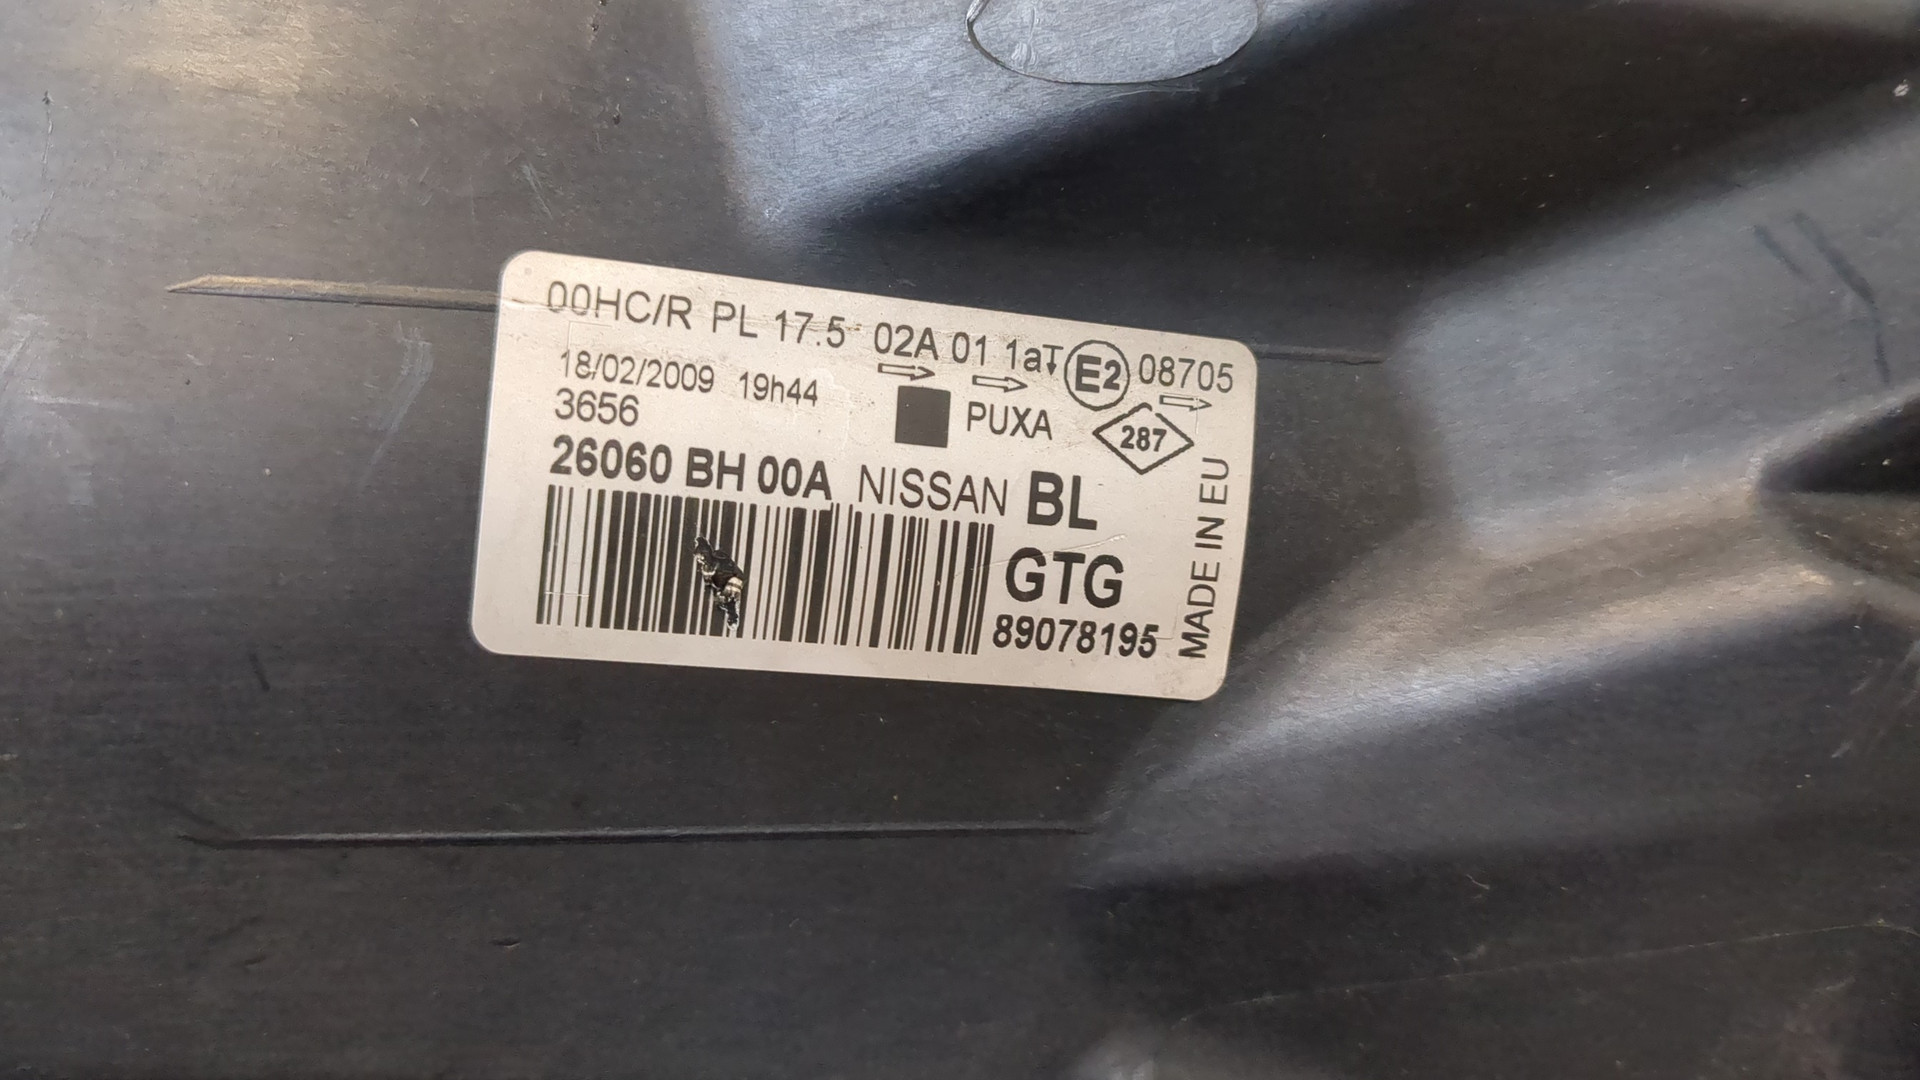 00HC/R PL 17.5 02A 01 1a E2 08705
18/02/2009 19h44
3656
PUXA
287
26060 BH 00A NISSAN BL
GTG
89078195
MADE IN EU